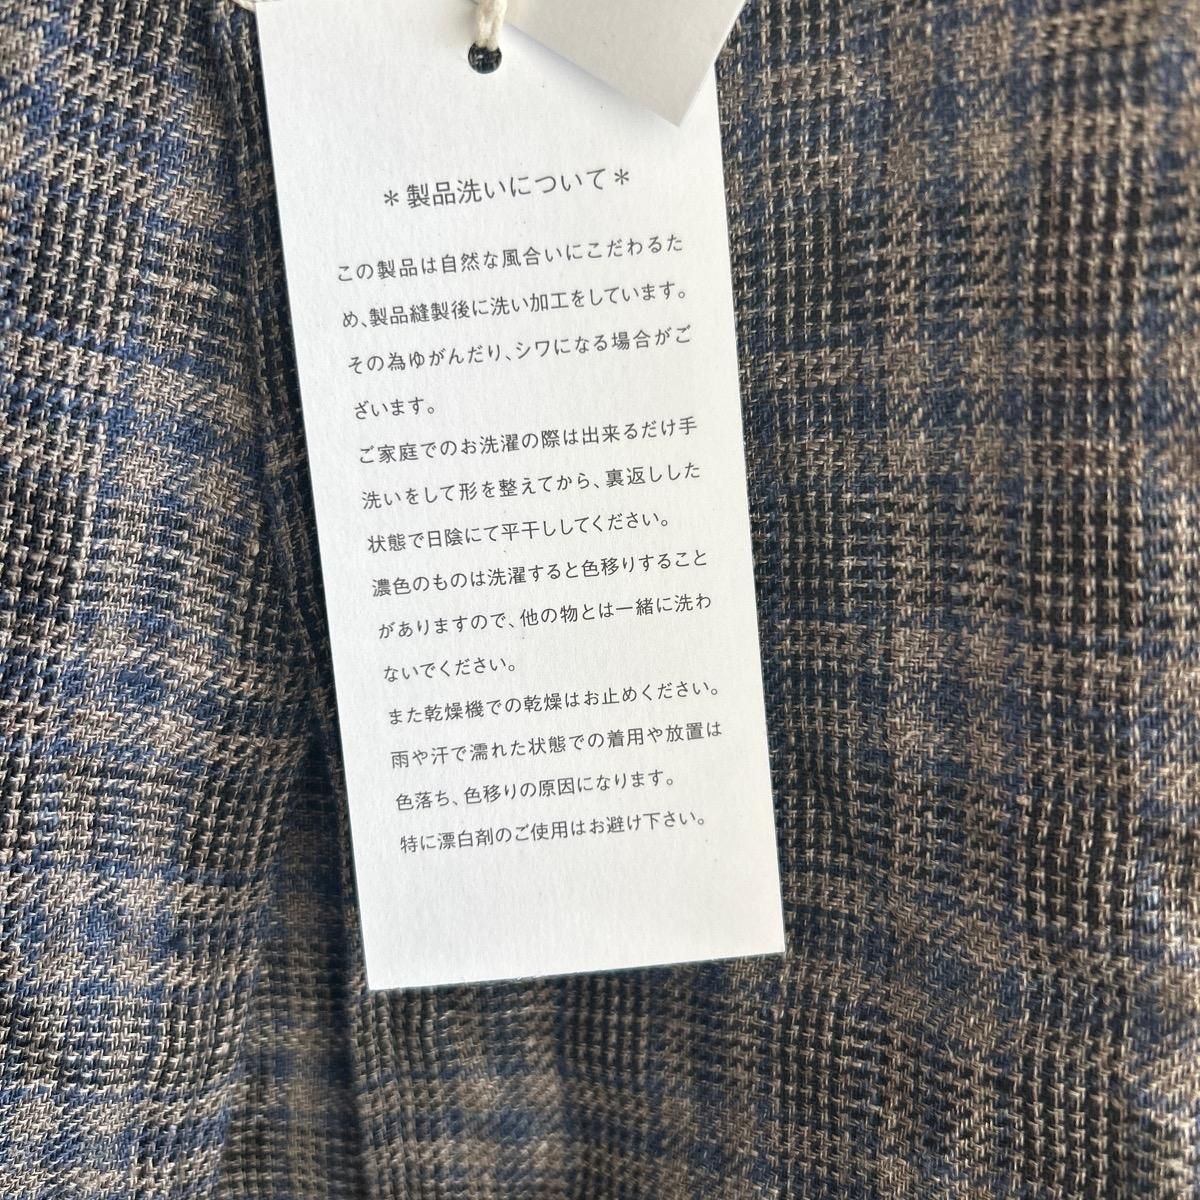 ＊製品洗いについて＊
この製品は自然な風合いにこだわるた
め、製品縫製後に洗い加工をしています。
その為ゆがんだり、シワになる場合がご
ざいます。
ご家庭でのお洗濯の際は出来るだけ手
洗いをして形を整えてから、裏返しした
状態で日陰にて平干ししてください。
濃色のものは洗濯すると色移りすること
がありますので、他の物とは一緒に洗わ
ないでください。
また乾燥機での乾燥はお止めください。
雨や汗で濡れた状態での着用や放置は
色落ち、色移りの原因になります。
特に漂白剤のご使用はお避け下さい。